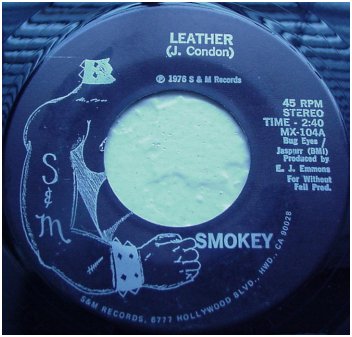 LEATHER
(J. Condon)
℗ 1976 S & M Records
45 RPM
STEREO
TIME - 2:40
MX-104A
Bug Eyes /
Jaspurr (BMI)
Produced by
E. J. Emmons
For Without
Fell Prod.
S
&
M
SMOKEY
S&M RECORDS, 6777 HOLLYWOOD BLVD., HWD., CA 90028